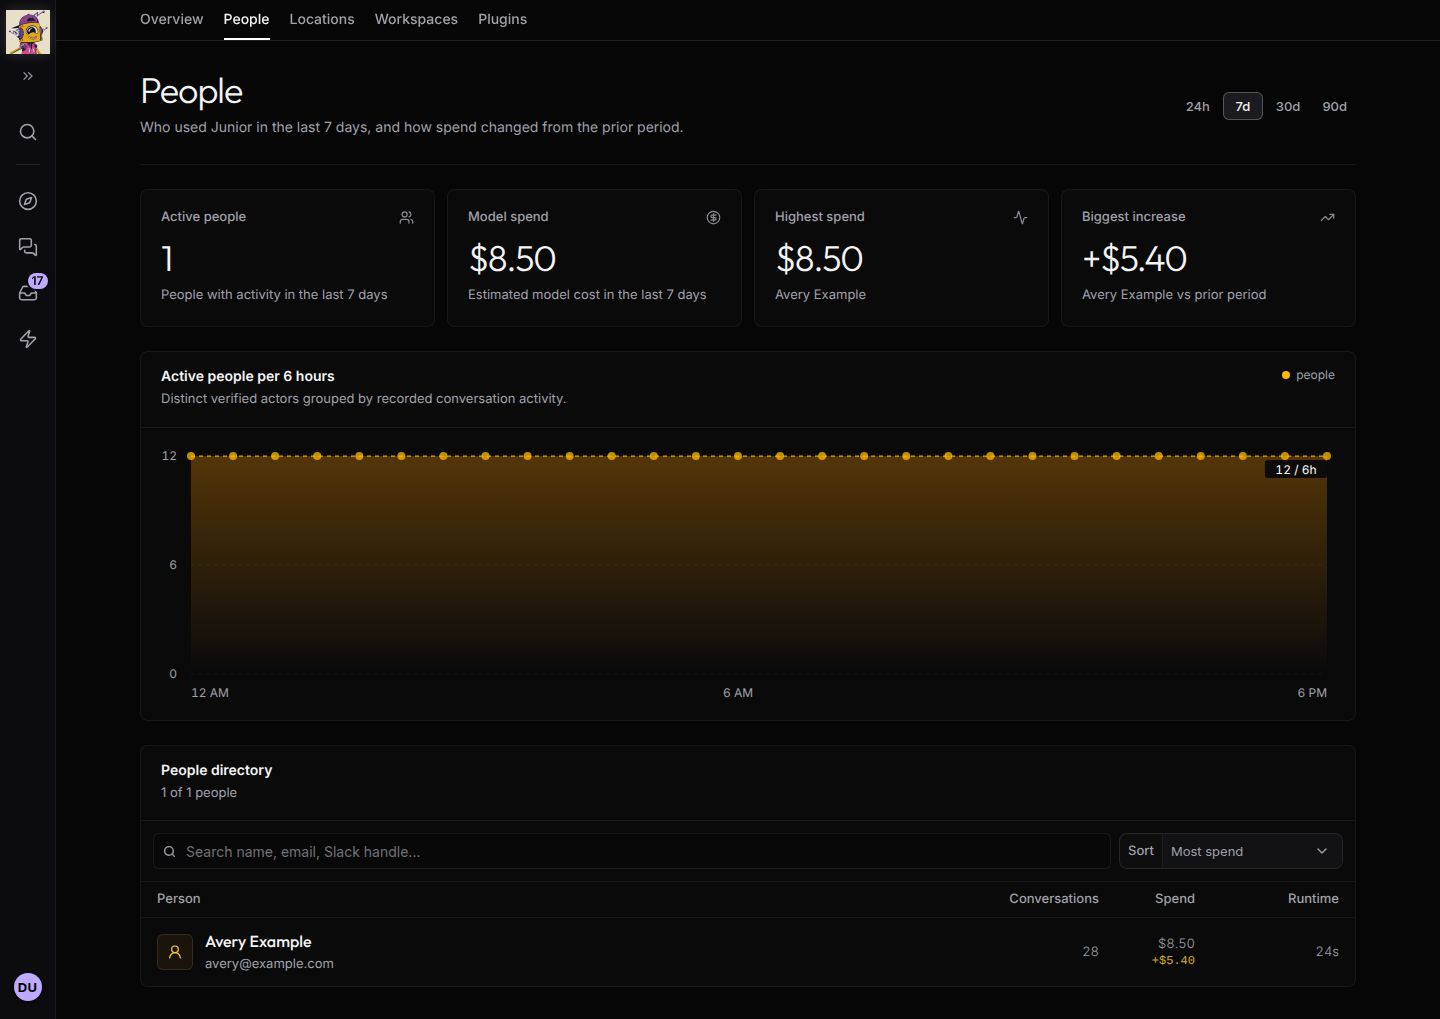 Overview People Locations Workspaces Plugins
People
Who used Junior in the last 7 days, and how spend changed from the prior period.
24h 7d 30d 90d
17
Active people
1
People with activity in the last 7 days
Model spend
$8.50
Estimated model cost in the last 7 days
Highest spend
$8.50
Avery Example
Biggest increase
+$5.40
Avery Example vs prior period
Active people per 6 hours
Distinct verified actors grouped by recorded conversation activity.
people
12
12 / 6h
6
0
12 AM 6 AM 6 PM
People directory
1 of 1 people
Search name, email, Slack handle...
Sort Most spend
Person Conversations Spend Runtime
Avery Example
avery@example.com
28
$8.50
+$5.40
24s
DU